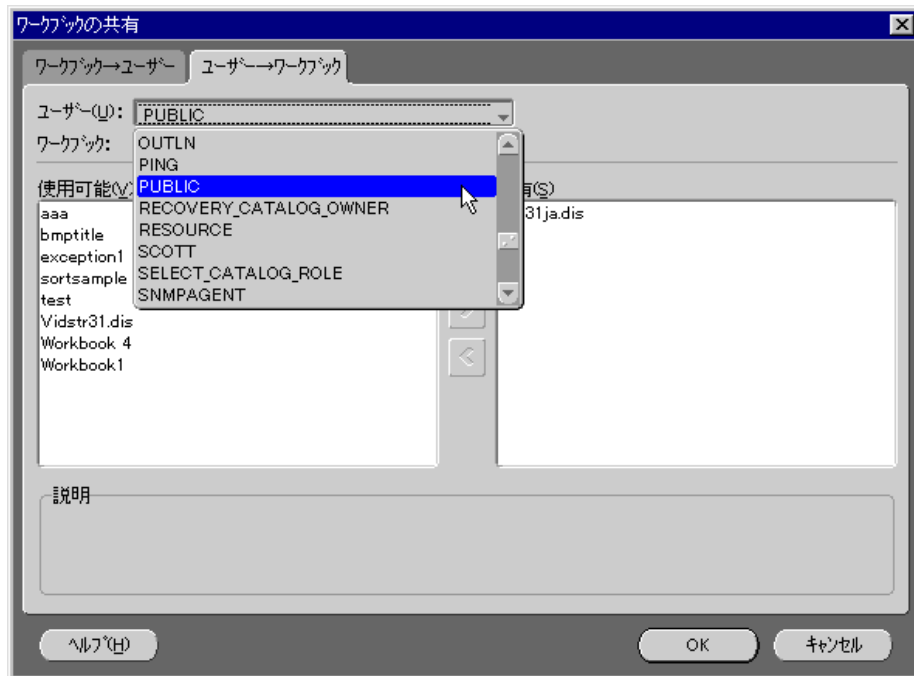 ワークブックの共有
ワークブック→ユーザー ユーザー→ワークブック
ユーザー(U): PUBLIC
ワークブック:
OUTLN
PING
PUBLIC
RECOVERY_CATALOG_OWNER
RESOURCE
SCOTT
SELECT_CATALOG_ROLE
SNMPAGENT
使用可能(V)
aaa
bmptitle
exception1
sortsample
test
Vidstr31.dis
Workbook 4
Workbook1
有(S)
31ja.dis
説明
ヘルプ(H) OK キャンセル